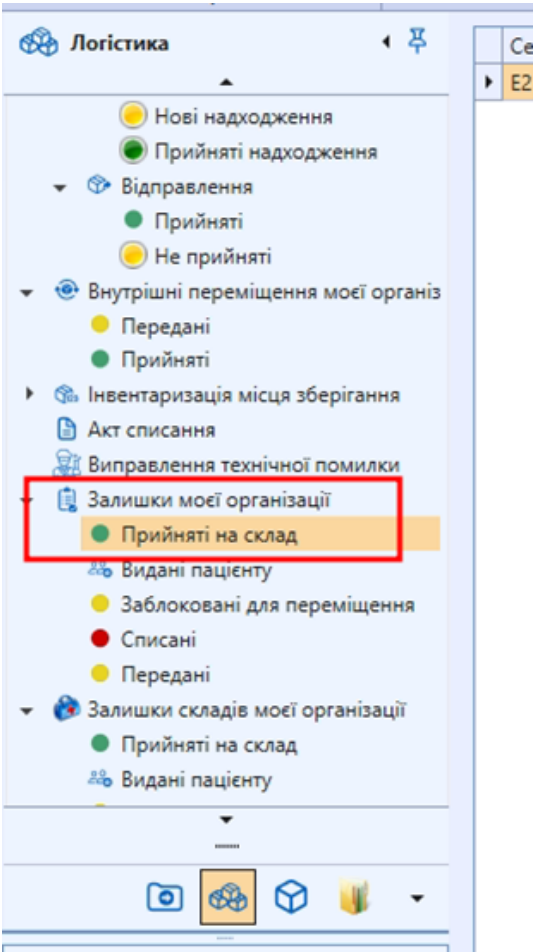 Логістика
Се
Е2
Нові надходження
Прийняті надходження
Відправлення
Прийняті
Не прийняті
Внутрішні переміщення моєї організ
Передані
Прийняті
Інвентаризація місця зберігання
Акт списання
Виправлення технічної помилки
Залишки моєї організації
Прийняті на склад
Видані пацієнту
Заблоковані для переміщення
Списані
Передані
Залишки складів моєї організації
Прийняті на склад
Видані пацієнту